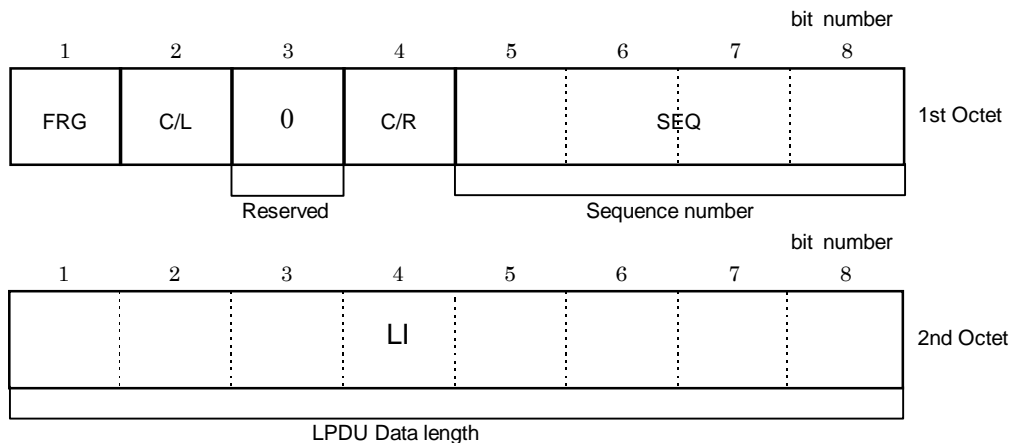 bit number
1 2 3 4 5 6 7 8
FRG C/L 0 C/R SEQ 1st Octet
Reserved Sequence number
bit number
1 2 3 4 5 6 7 8
LI 2nd Octet
LPDU Data length